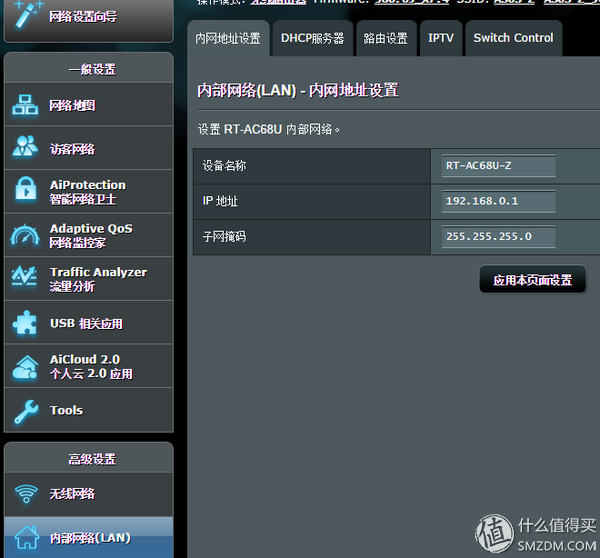 网络设置向导
一般设置
网络地图
访客网络
AiProtection
智能网络卫士
Adaptive QoS
网络监控家
Traffic Analyzer
流量分析
USB 相关应用
AiCloud 2.0
个人云 2.0 应用
Tools
高级设置
无线网络
内部网络(LAN)
内网地址设置
DHCP服务器
路由设置
IPTV
Switch Control
内部网络(LAN) - 内网地址设置
设置 RT-AC68U 内部网络。
设备名称
RT-AC68U-Z
IP 地址
192.168.0.1
子网掩码
255.255.255.0
应用本页面设置
值 什么值得买
SMZDM.COM